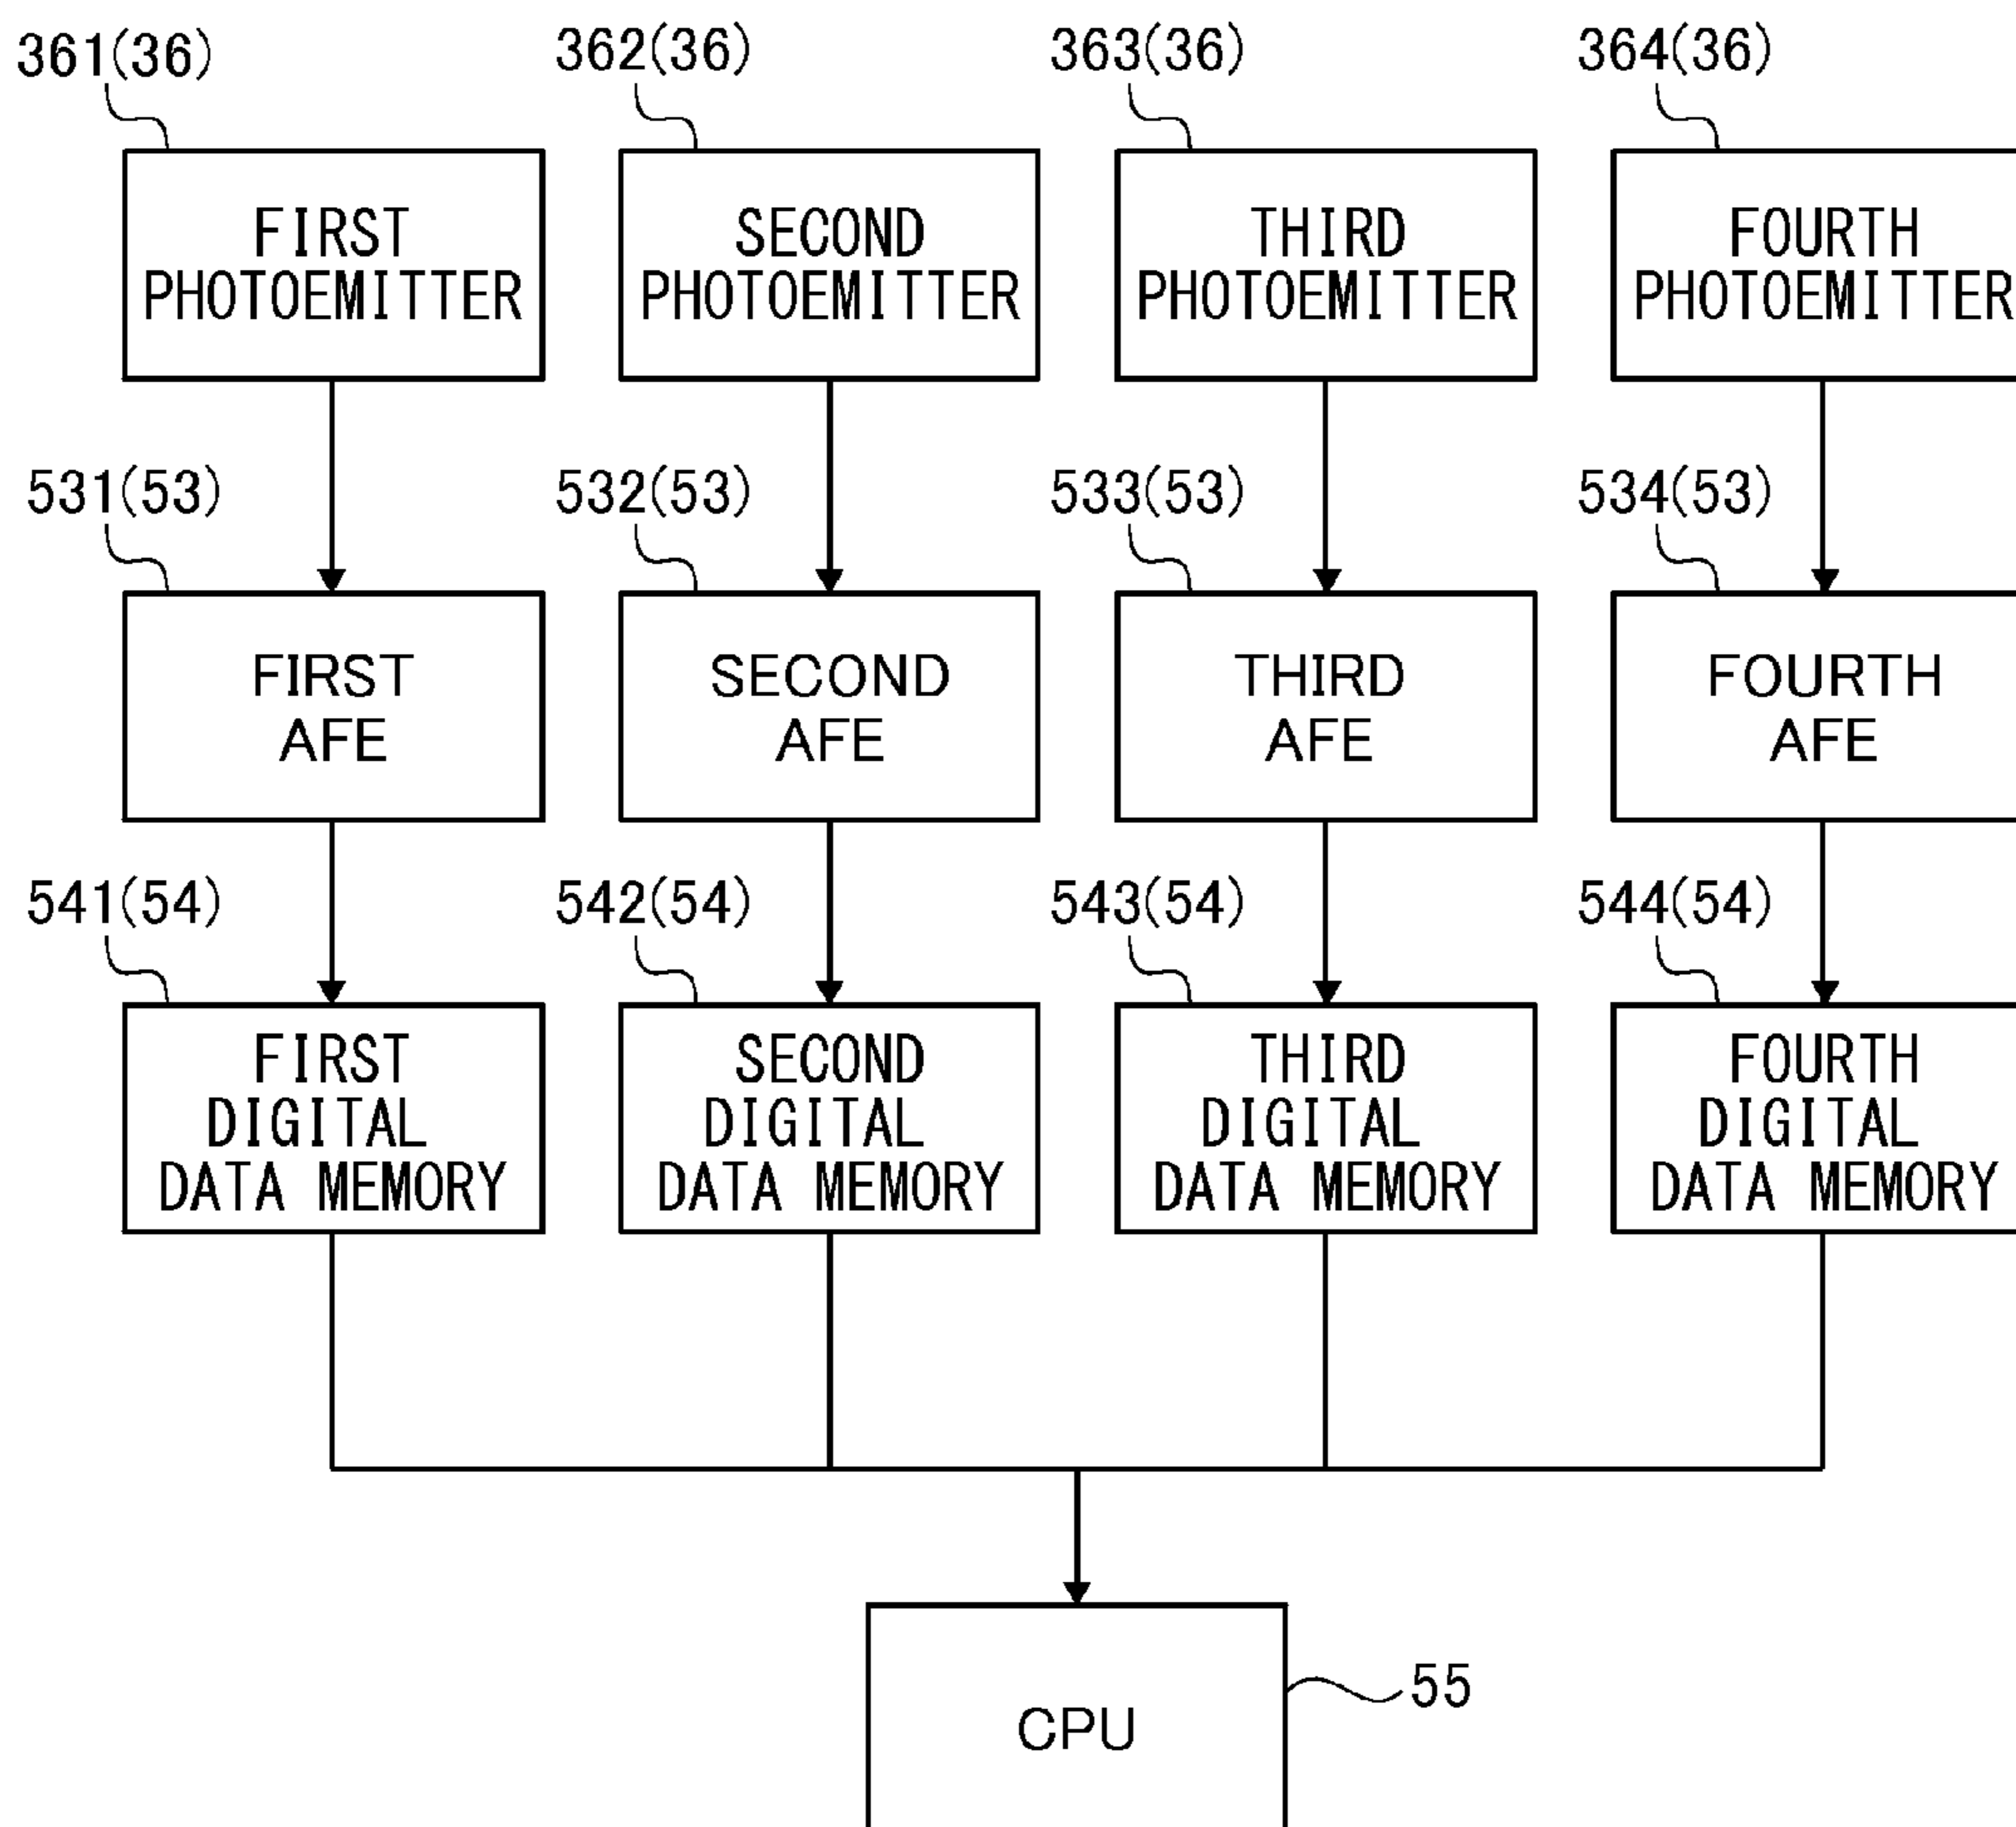 361(36)
362(36)
363(36)
364(36)
FIRST
PHOTOEMITTER
SECOND
PHOTOEMITTER
THIRD
PHOTOEMITTER
FOURTH
PHOTOEMITTER
531(53)
532(53)
533(53)
534(53)
FIRST
AFE
SECOND
AFE
THIRD
AFE
FOURTH
AFE
541(54)
542(54)
543(54)
544(54)
FIRST
DIGITAL
DATA MEMORY
SECOND
DIGITAL
DATA MEMORY
THIRD
DIGITAL
DATA MEMORY
FOURTH
DIGITAL
DATA MEMORY
CPU
55